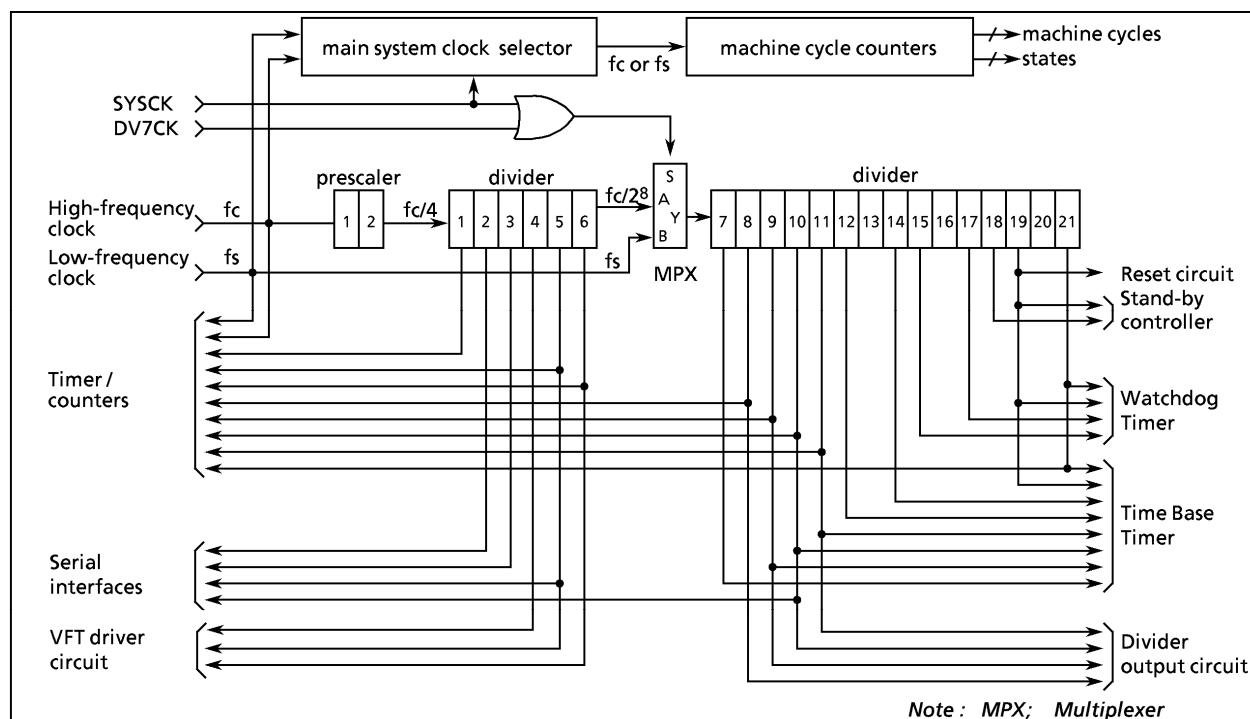 main system clock selector
fc or fs
machine cycle counters
machine cycles
states
SYSCK
DV7CK
prescaler
divider
divider
High-frequency
clock
fc
1 2
fc/4
1 2 3 4 5 6
fc/2⁸
S
A
Y
B
MPX
7 8 9 10 11 12 13 14 15 16 17 18 19 20 21
Low-frequency
clock
fs
fs
Reset circuit
Stand-by
controller
Timer /
counters
Watchdog
Timer
Time Base
Timer
Serial
interfaces
VFT driver
circuit
Divider
output circuit
Note : MPX; Multiplexer